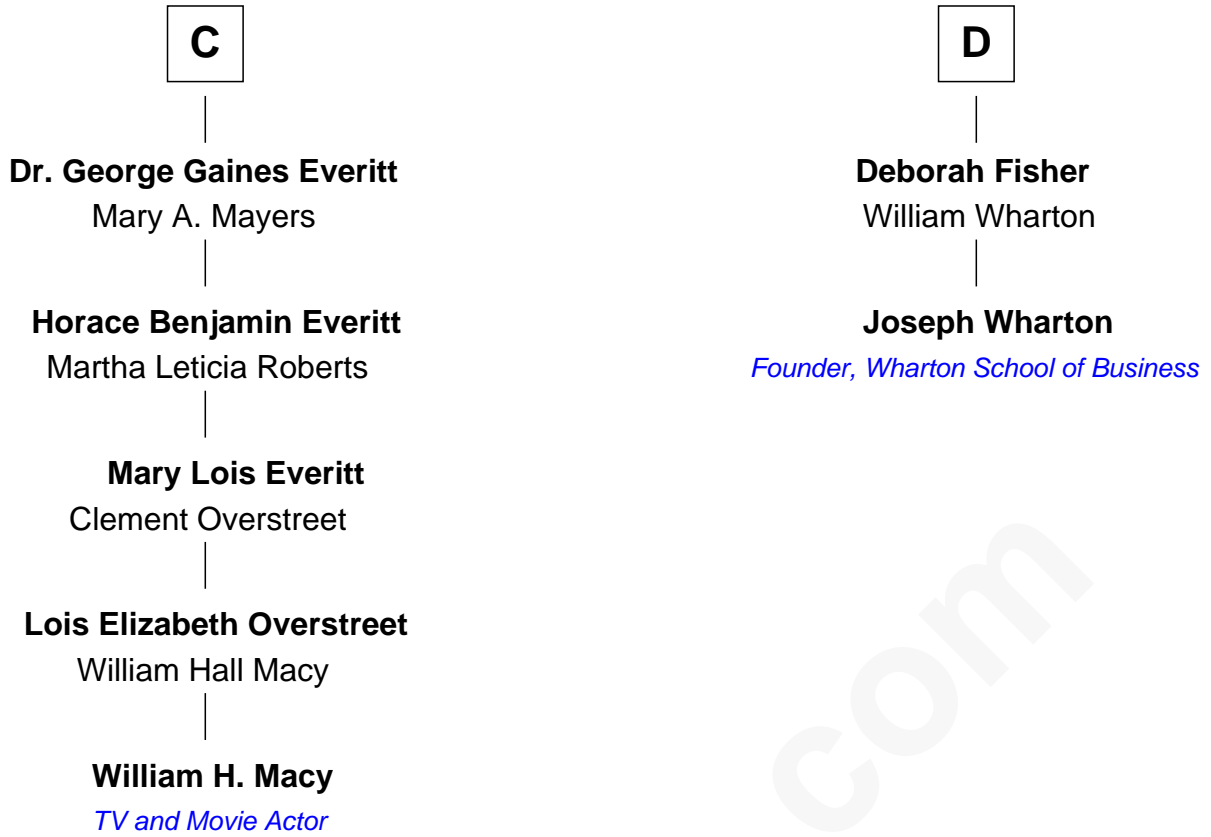 C
Dr. George Gaines Everitt
Mary A. Mayers
Horace Benjamin Everitt
Martha Leticia Roberts
Mary Lois Everitt
Clement Overstreet
Lois Elizabeth Overstreet
William Hall Macy
William H. Macy
TV and Movie Actor
D
Deborah Fisher
William Wharton
Joseph Wharton
Founder, Wharton School of Business
com